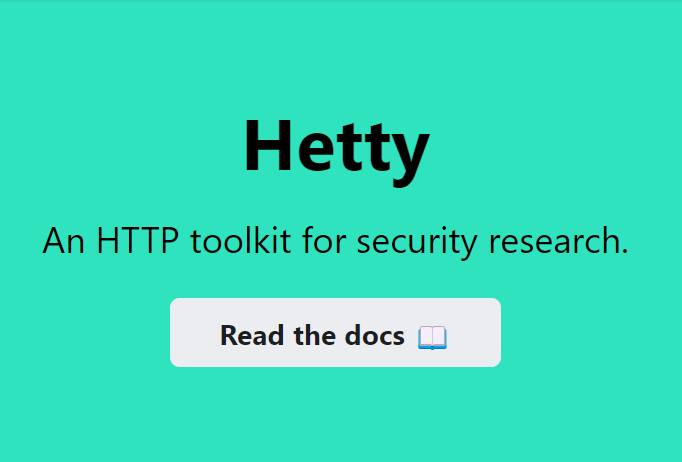 Hetty
An HTTP toolkit for security research.
Read the docs 📖